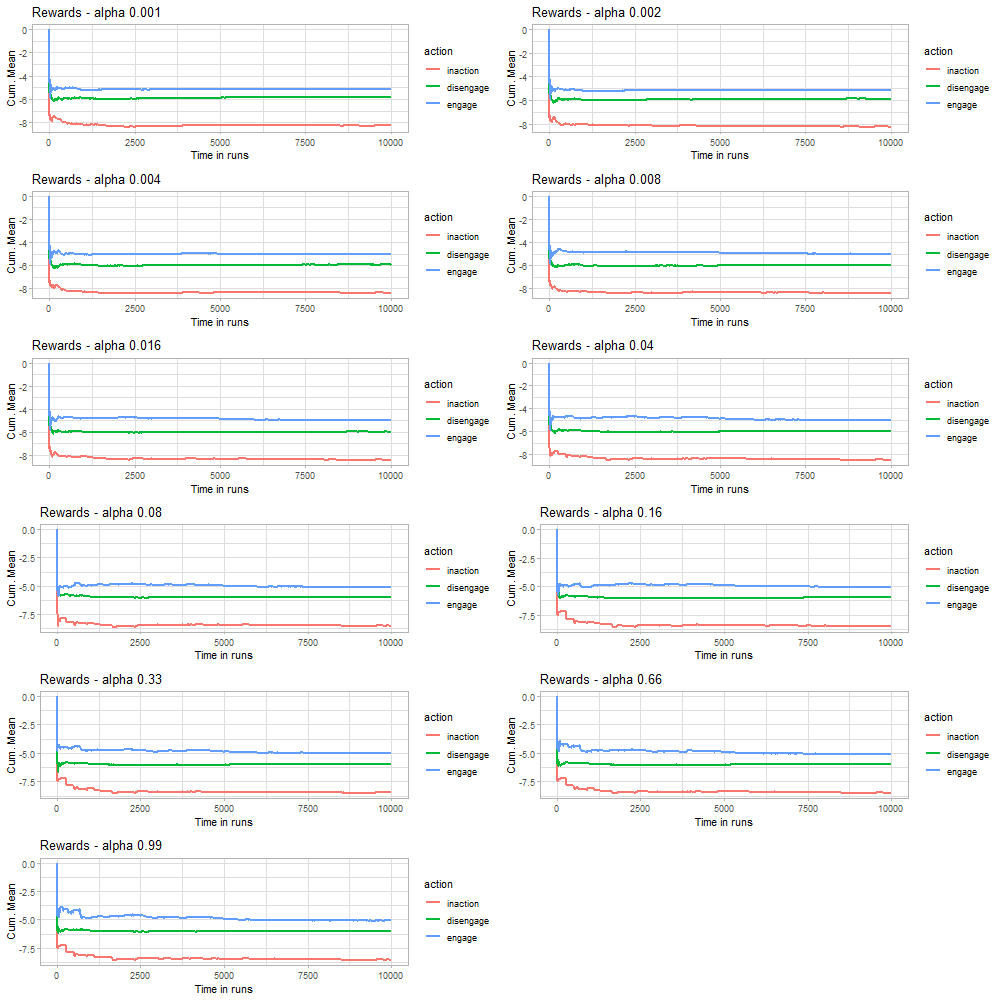 Rewards - alpha 0.001
Cum. Mean
0
-2
-4
-6
-8
0 2500 5000 7500 10000
Time in runs
action
inaction
disengage
engage
Rewards - alpha 0.002
Cum. Mean
0
-2
-4
-6
-8
0 2500 5000 7500 10000
Time in runs
action
inaction
disengage
engage
Rewards - alpha 0.004
Cum. Mean
0
-2
-4
-6
-8
0 2500 5000 7500 10000
Time in runs
action
inaction
disengage
engage
Rewards - alpha 0.008
Cum. Mean
0
-2
-4
-6
-8
0 2500 5000 7500 10000
Time in runs
action
inaction
disengage
engage
Rewards - alpha 0.016
Cum. Mean
0
-2
-4
-6
-8
0 2500 5000 7500 10000
Time in runs
action
inaction
disengage
engage
Rewards - alpha 0.04
Cum. Mean
0
-2
-4
-6
-8
0 2500 5000 7500 10000
Time in runs
action
inaction
disengage
engage
Rewards - alpha 0.08
Cum. Mean
0.0
-2.5
-5.0
-7.5
0 2500 5000 7500 10000
Time in runs
action
inaction
disengage
engage
Rewards - alpha 0.16
Cum. Mean
0.0
-2.5
-5.0
-7.5
0 2500 5000 7500 10000
Time in runs
action
inaction
disengage
engage
Rewards - alpha 0.33
Cum. Mean
0.0
-2.5
-5.0
-7.5
0 2500 5000 7500 10000
Time in runs
action
inaction
disengage
engage
Rewards - alpha 0.66
Cum. Mean
0.0
-2.5
-5.0
-7.5
0 2500 5000 7500 10000
Time in runs
action
inaction
disengage
engage
Rewards - alpha 0.99
Cum. Mean
0.0
-2.5
-5.0
-7.5
0 2500 5000 7500 10000
Time in runs
action
inaction
disengage
engage